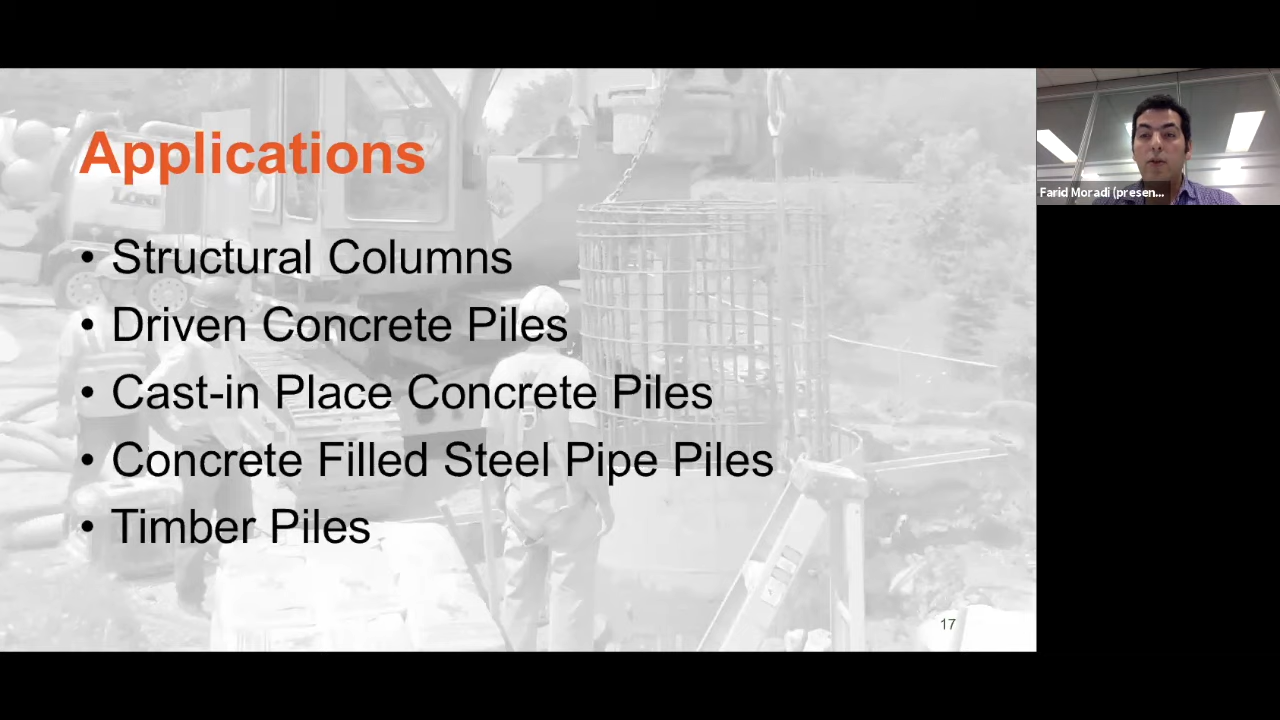 Applications
• Structural Columns
• Driven Concrete Piles
• Cast-in Place Concrete Piles
• Concrete Filled Steel Pipe Piles
• Timber Piles
17
Farid Moradi (presen...